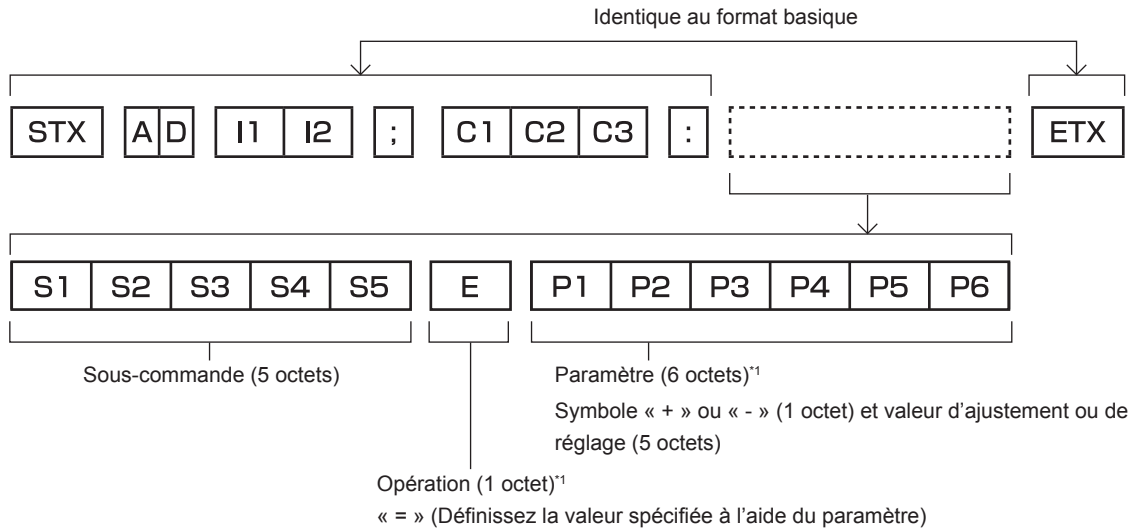 Identique au format basique
STX A D I1 I2 ; C1 C2 C3 : ETX
S1 S2 S3 S4 S5 E P1 P2 P3 P4 P5 P6
Sous-commande (5 octets)
Paramètre (6 octets)*1
Symbole « + » ou « - » (1 octet) et valeur d'ajustement ou de
réglage (5 octets)
Opération (1 octet)*1
« = » (Définissez la valeur spécifiée à l'aide du paramètre)